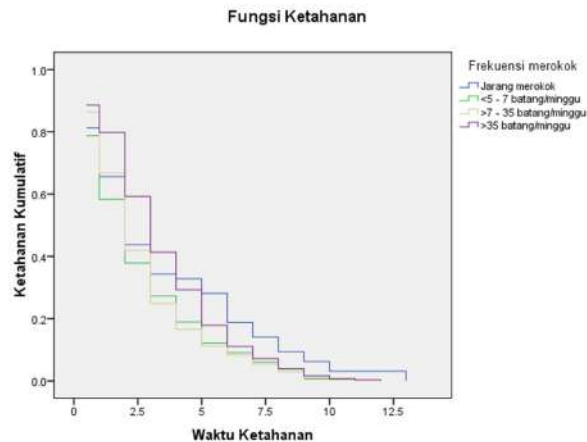 Fungsi Ketahanan
Frekuensi merokok
Jarang merokok
<5 - 7 batang/minggu
>7 - 35 batang/minggu
>35 batang/minggu
Ketahanan Kumulatif
1.0
0.8
0.6
0.4
0.2
0.0
0
2.5
5
7.5
10
12.5
Waktu Ketahanan